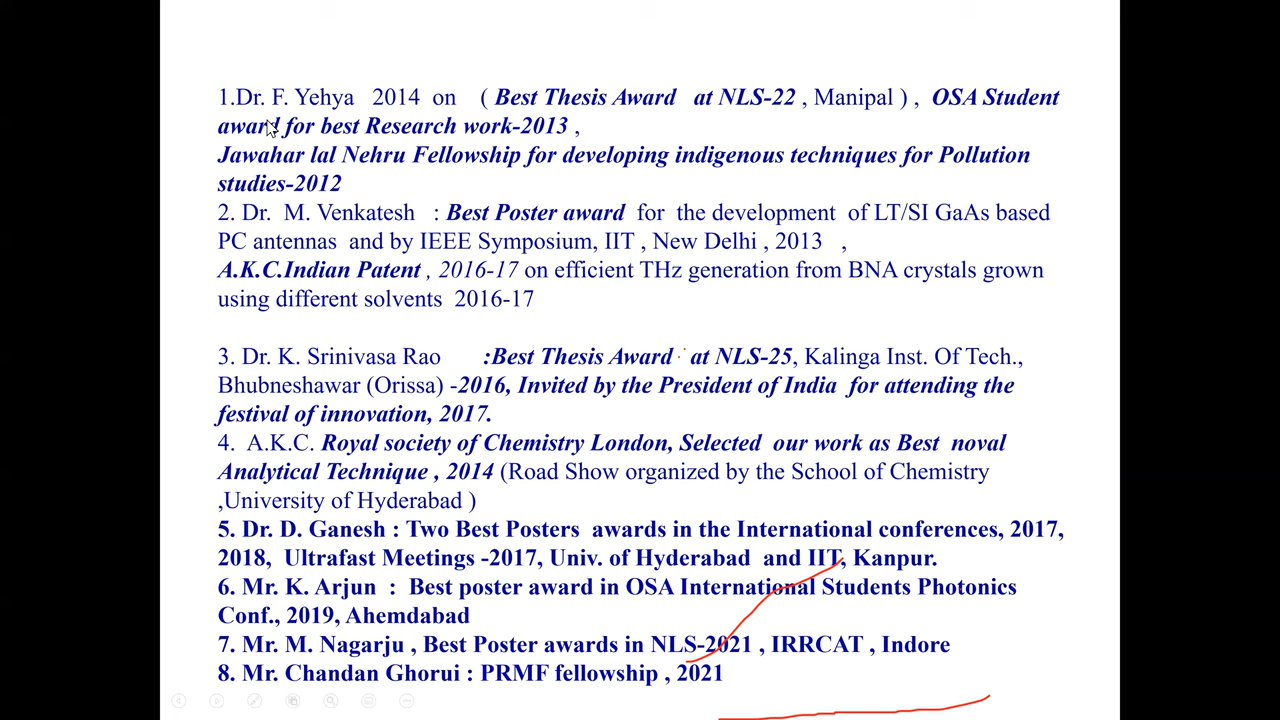 1.Dr. F. Yehya 2014 on ( Best Thesis Award at NLS-22 , Manipal ) , OSA Student
award for best Research work-2013 ,
Jawahar lal Nehru Fellowship for developing indigenous techniques for Pollution
studies-2012
2. Dr. M. Venkatesh : Best Poster award for the development of LT/SI GaAs based
PC antennas and by IEEE Symposium, IIT , New Delhi , 2013 ,
A.K.C.Indian Patent , 2016-17 on efficient THz generation from BNA crystals grown
using different solvents 2016-17
3. Dr. K. Srinivasa Rao :Best Thesis Award at NLS-25, Kalinga Inst. Of Tech.,
Bhubneshawar (Orissa) -2016, Invited by the President of India for attending the
festival of innovation, 2017.
4. A.K.C. Royal society of Chemistry London, Selected our work as Best noval
Analytical Technique , 2014 (Road Show organized by the School of Chemistry
,University of Hyderabad )
5. Dr. D. Ganesh : Two Best Posters awards in the International conferences, 2017,
2018, Ultrafast Meetings -2017, Univ. of Hyderabad and IIT, Kanpur.
6. Mr. K. Arjun : Best poster award in OSA International Students Photonics
Conf., 2019, Ahemdabad
7. Mr. M. Nagarju , Best Poster awards in NLS-2021 , IRRCAT , Indore
8. Mr. Chandan Ghorui : PRMF fellowship , 2021